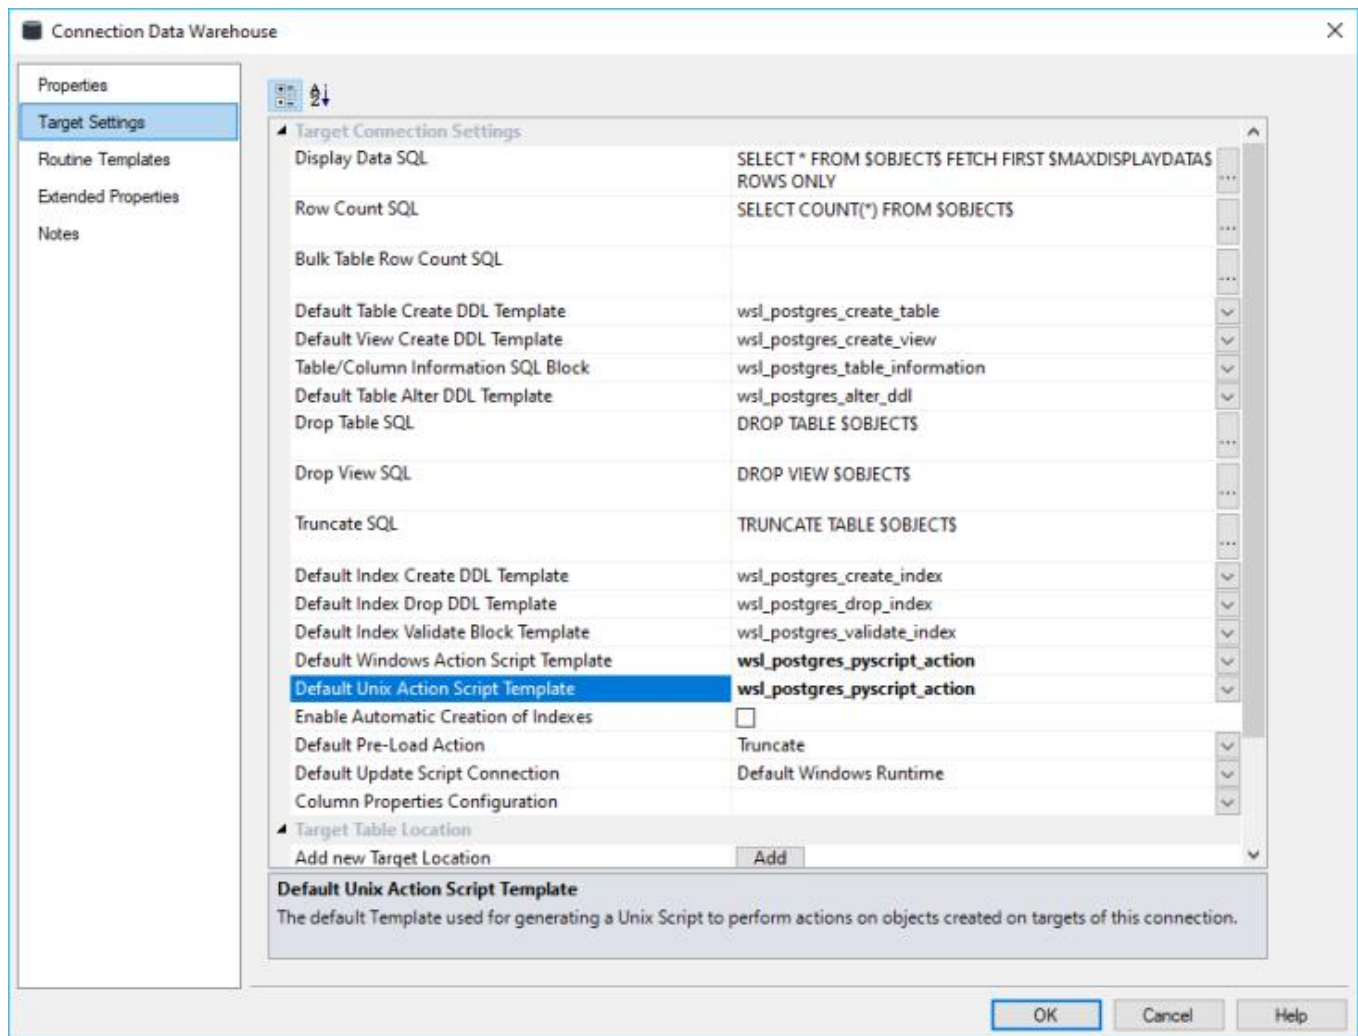 Connection Data Warehouse
Properties
Target Settings
Routine Templates
Extended Properties
Notes
Target Connection Settings
Display Data SQL
SELECT * FROM $OBJECT$ FETCH FIRST $MAXDISPLAYDATA$
ROWS ONLY
...
Row Count SQL
SELECT COUNT(*) FROM $OBJECT$
...
Bulk Table Row Count SQL
...
Default Table Create DDL Template
wsl_postgres_create_table
Default View Create DDL Template
wsl_postgres_create_view
Table/Column Information SQL Block
wsl_postgres_table_information
Default Table Alter DDL Template
wsl_postgres_alter_ddl
Drop Table SQL
DROP TABLE $OBJECT$
...
Drop View SQL
DROP VIEW $OBJECT$
...
Truncate SQL
TRUNCATE TABLE $OBJECT$
...
Default Index Create DDL Template
wsl_postgres_create_index
Default Index Drop DDL Template
wsl_postgres_drop_index
Default Index Validate Block Template
wsl_postgres_validate_index
Default Windows Action Script Template
wsl_postgres_pyscript_action
Default Unix Action Script Template
wsl_postgres_pyscript_action
Enable Automatic Creation of Indexes
Default Pre-Load Action
Truncate
Default Update Script Connection
Default Windows Runtime
Column Properties Configuration
Target Table Location
Add new Target Location
Add
Default Unix Action Script Template
The default Template used for generating a Unix Script to perform actions on objects created on targets of this connection.
OK
Cancel
Help